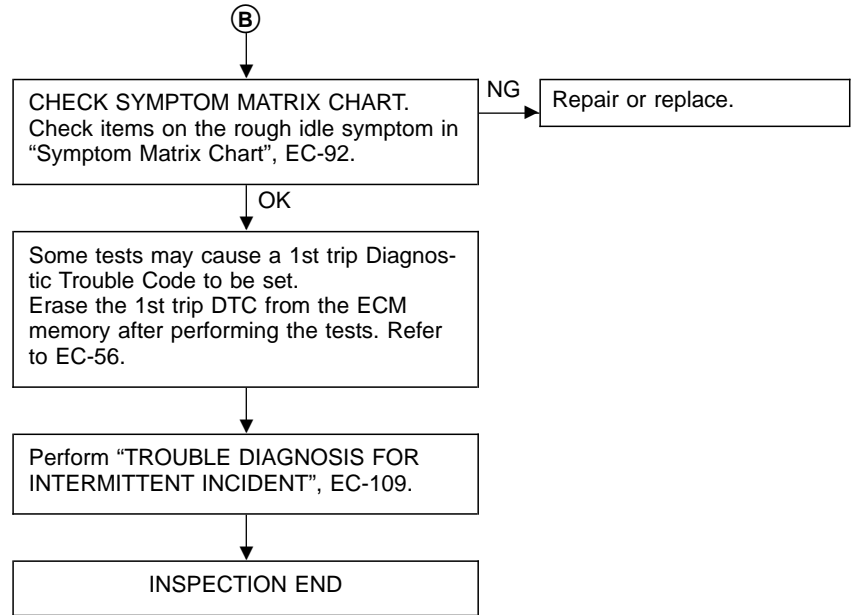 B
CHECK SYMPTOM MATRIX CHART.
Check items on the rough idle symptom in
“Symptom Matrix Chart”, EC-92.
NG
Repair or replace.
OK
Some tests may cause a 1st trip Diagnos-
tic Trouble Code to be set.
Erase the 1st trip DTC from the ECM
memory after performing the tests. Refer
to EC-56.
Perform “TROUBLE DIAGNOSIS FOR
INTERMITTENT INCIDENT”, EC-109.
INSPECTION END